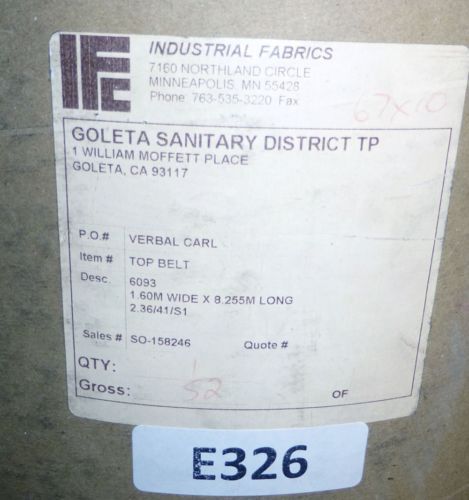 IFC
INDUSTRIAL FABRICS
7160 NORTHLAND CIRCLE
MINNEAPOLIS, MN 55428
Phone 763-535-3220 Fax
67x10
GOLETA SANITARY DISTRICT TP
1 WILLIAM MOFFETT PLACE
GOLETA, CA 93117
P.O.# VERBAL CARL
Item # TOP BELT
Desc. 6093
1.60M WIDE X 8.255M LONG
2.36/41/S1
Sales # SO-158246 Quote #
QTY: 1
Gross: 52 OF
E326